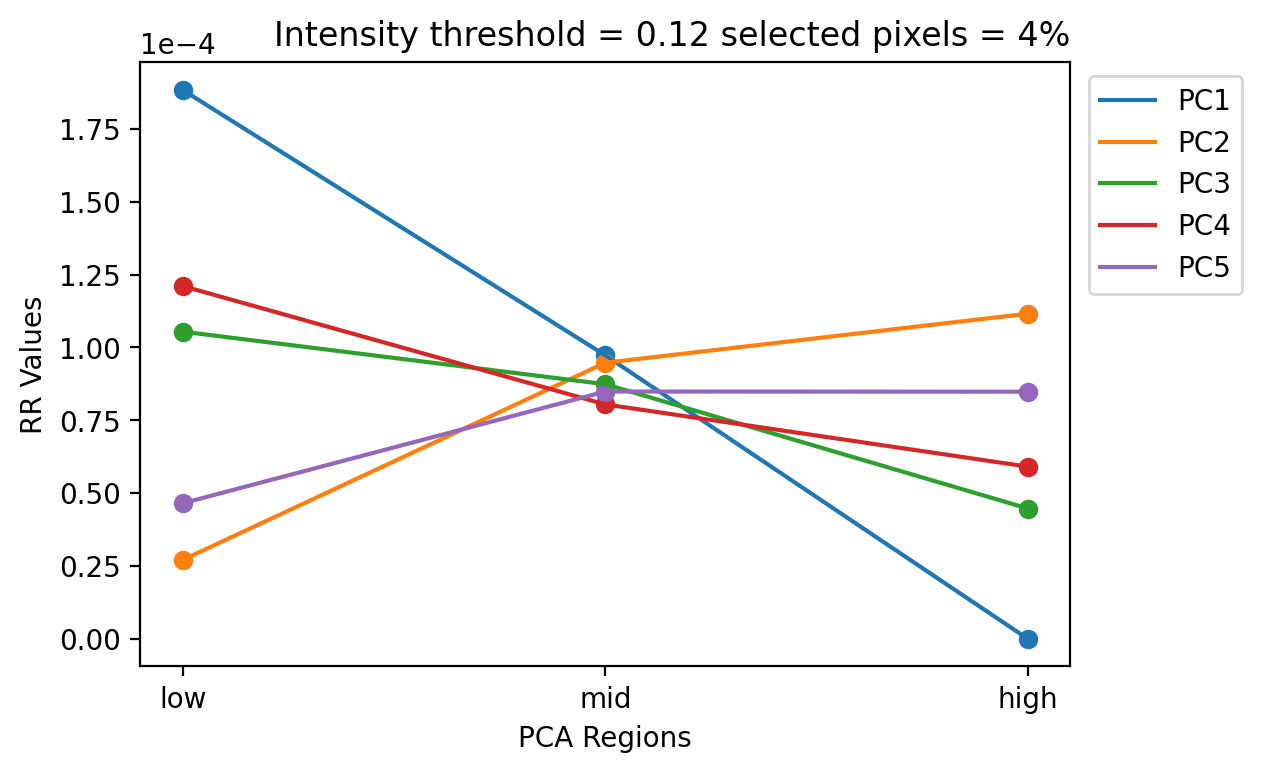 Intensity threshold = 0.12 selected pixels = 4%
1e−4
1.75
1.50
1.25
1.00
0.75
0.50
0.25
0.00
RR Values
low mid high
PCA Regions
PC1
PC2
PC3
PC4
PC5